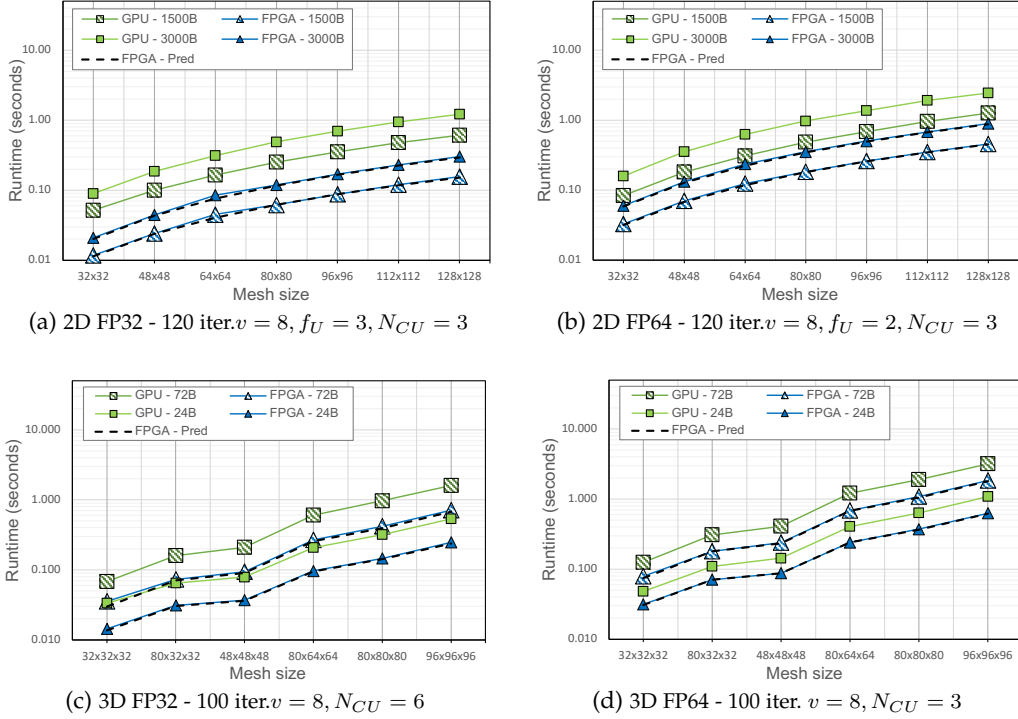 GPU - 1500B FPGA - 1500B
GPU - 3000B FPGA - 3000B
FPGA - Pred
Runtime (seconds)
10.00
1.00
0.10
0.01
32x32 48x48 64x64 80x80 96x96 112x112 128x128
Mesh size
(a) 2D FP32 - 120 iter.v = 8, f_U = 3, N_CU = 3
GPU - 1500B FPGA - 1500B
GPU - 3000B FPGA - 3000B
FPGA - Pred
Runtime (seconds)
10.00
1.00
0.10
0.01
32x32 48x48 64x64 80x80 96x96 112x112 128x128
Mesh size
(b) 2D FP64 - 120 iter.v = 8, f_U = 2, N_CU = 3
GPU - 72B FPGA - 72B
GPU - 24B FPGA - 24B
FPGA - Pred
Runtime (seconds)
10.000
1.000
0.100
0.010
32x32x32 80x32x32 48x48x48 80x64x64 80x80x80 96x96x96
Mesh size
(c) 3D FP32 - 100 iter.v = 8, N_CU = 6
GPU - 72B FPGA - 72B
GPU - 24B FPGA - 24B
FPGA - Pred
Runtime (seconds)
10.000
1.000
0.100
0.010
32x32x32 80x32x32 48x48x48 80x64x64 80x80x80 96x96x96
Mesh size
(d) 3D FP64 - 100 iter. v = 8, N_CU = 3